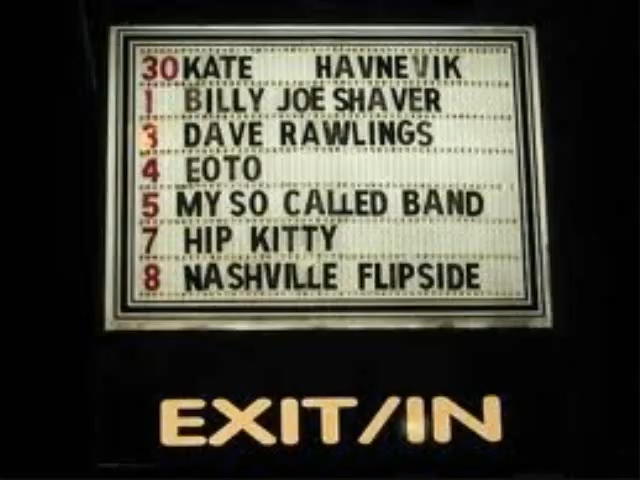 30 KATE HAVNEVIK
1 BILLY JOE SHAVER
3 DAVE RAWLINGS
4 EOTO
5 MY SO CALLED BAND
7 HIP KITTY
8 NASHVILLE FLIPSIDE
EXIT/IN